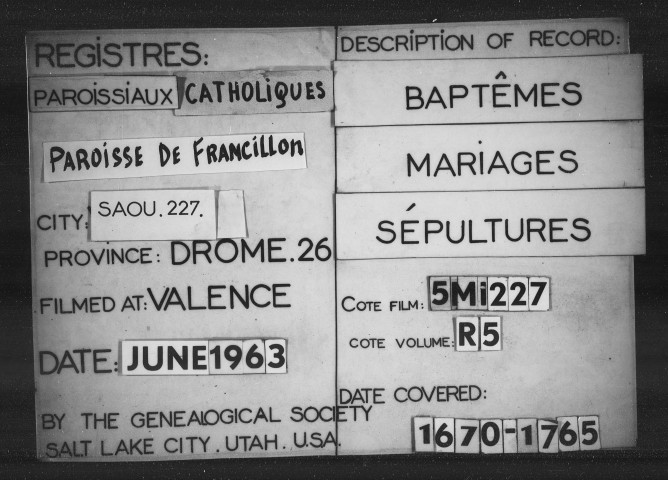 REGISTRES:
PAROISSIAUX CATHOLIQUES
PAROISSE DE FRANCILLON
CITY: SAOU. 227.
PROVINCE: DROME. 26
FILMED AT: VALENCE
DATE: JUNE 1963
BY THE GENEALOGICAL SOCIETY
SALT LAKE CITY. UTAH. U.S.A.
DESCRIPTION OF RECORD:
BAPTÊMES
MARIAGES
SÉPULTURES
COTE FILM: 5Mi227
COTE VOLUME: R5
DATE COVERED:
1670-1765